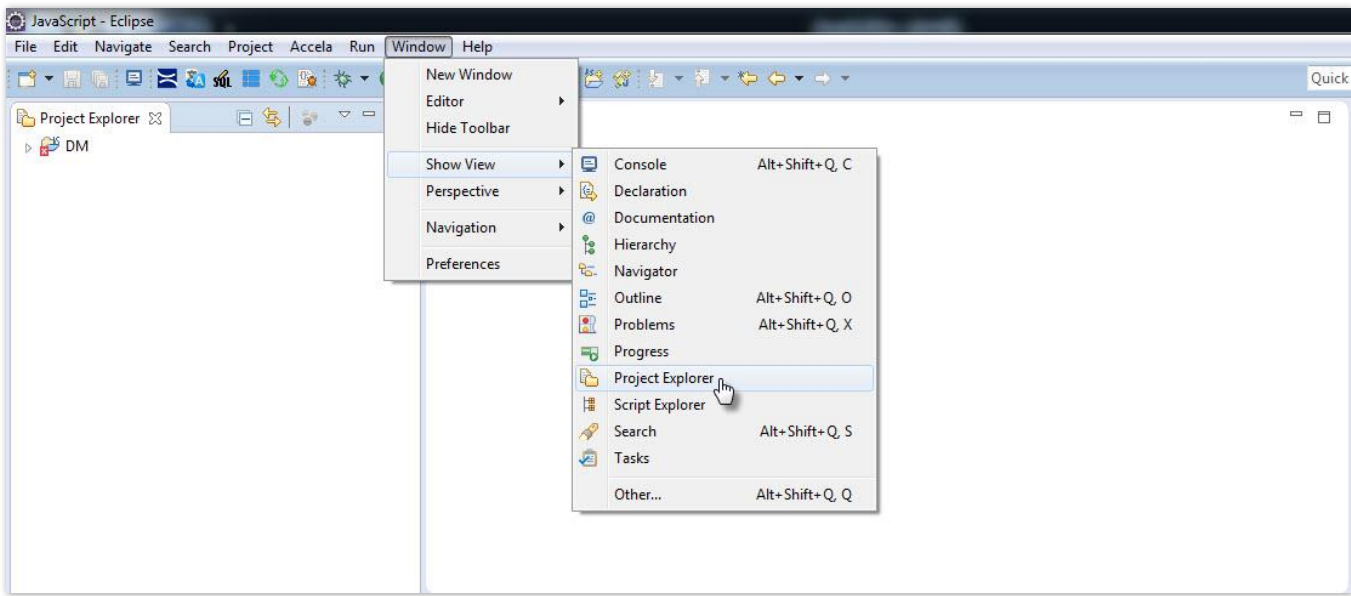 JavaScript - Eclipse
File Edit Navigate Search Project Accela Run Window Help
SQL
Quick
Project Explorer
JS DM
New Window
Editor
Hide Toolbar
Show View
Perspective
Navigation
Preferences
Console Alt+Shift+Q, C
Declaration
@ Documentation
Hierarchy
Navigator
Outline Alt+Shift+Q, O
Problems Alt+Shift+Q, X
Progress
Project Explorer
Script Explorer
Search Alt+Shift+Q, S
Tasks
Other... Alt+Shift+Q, Q